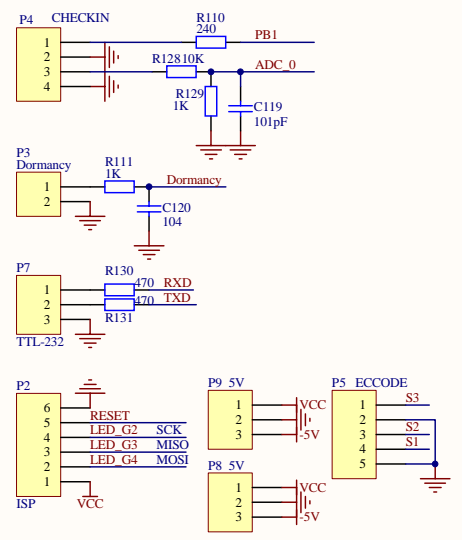 P4 CHECKIN
R110
240
PB1
1
2
3
4
R128 10K
ADC_0
R129
1K
C119
101pF
P3
Dormancy
R111
1K
Dormancy
1
2
C120
104
P7
R130
470 RXD
470 TXD
R131
1
2
3
TTL-232
P2
6
5 RESET
4 LED_G2 SCK
3 LED_G3 MISO
2 LED_G4 MOSI
1
ISP
VCC
P9 5V
1 VCC
2
3 -5V
P8 5V
1 VCC
2
3 -5V
P5 ECCODE
1 S3
2
3 S2
4 S1
5